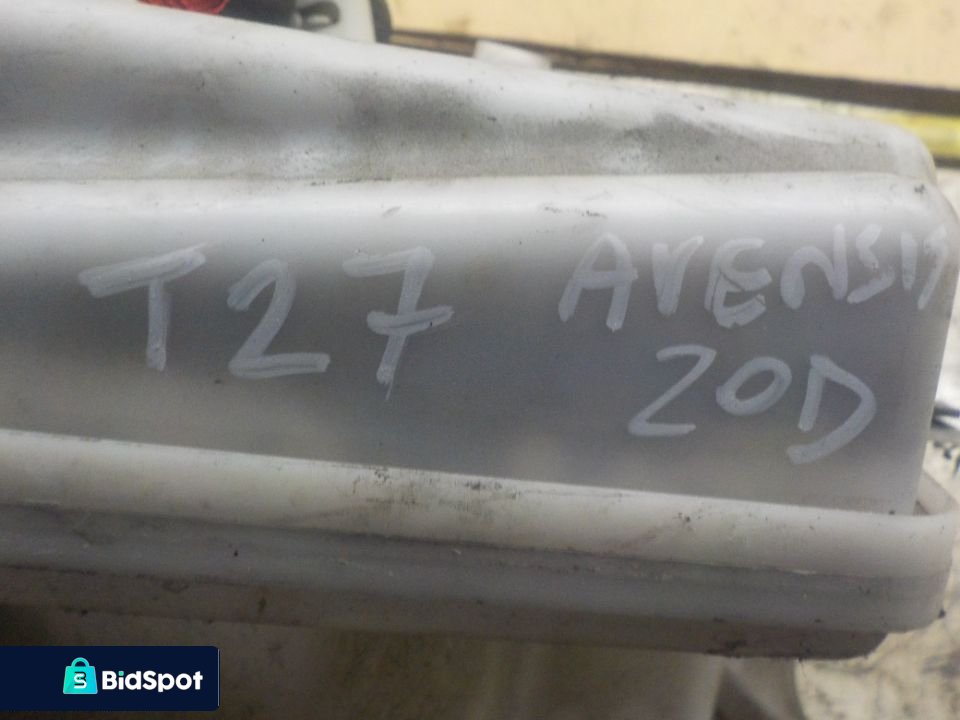 T27 AVENSIS
20D
BidSpot